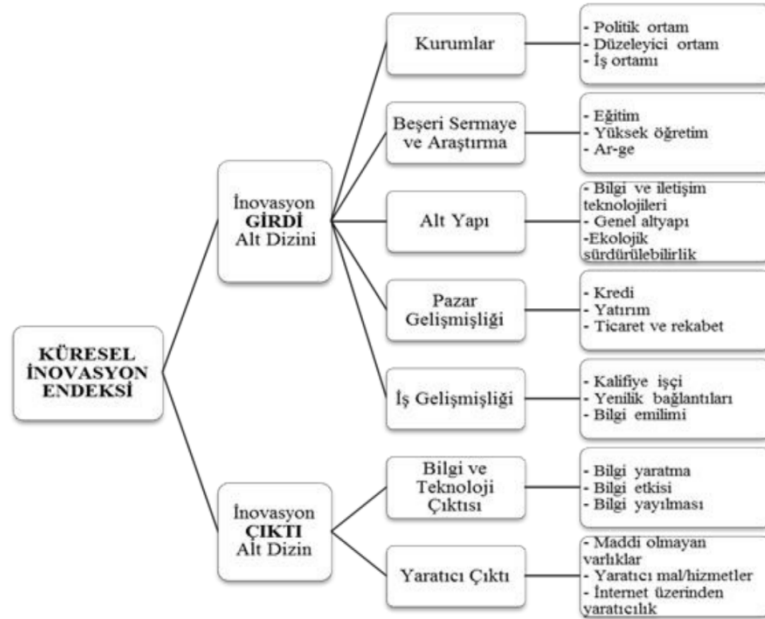 KÜRESEL
İNOVASYON
ENDEKSİ
İnovasyon
GİRDİ
Alt Dizini
Kurumlar
- Politik ortam
- Düzeleyici ortam
- İş ortamı
Beşeri Sermaye
ve Araştırma
- Eğitim
- Yüksek öğretim
- Ar-ge
Alt Yapı
- Bilgi ve iletişim
teknolojileri
- Genel altyapı
-Ekolojik
sürdürülebilirlik
Pazar
Gelişmişliği
- Kredi
- Yatırım
- Ticaret ve rekabet
İş Gelişmişliği
- Kalifiye işçi
- Yenilik bağlantıları
- Bilgi emilimi
İnovasyon
ÇIKTI
Alt Dizin
Bilgi ve
Teknoloji
Çıktısı
- Bilgi yaratma
- Bilgi etkisi
- Bilgi yayılması
Yaratıcı Çıktı
- Maddi olmayan
varlıklar
- Yaratıcı mal/hizmetler
- İnternet üzerinden
yaratıcılık